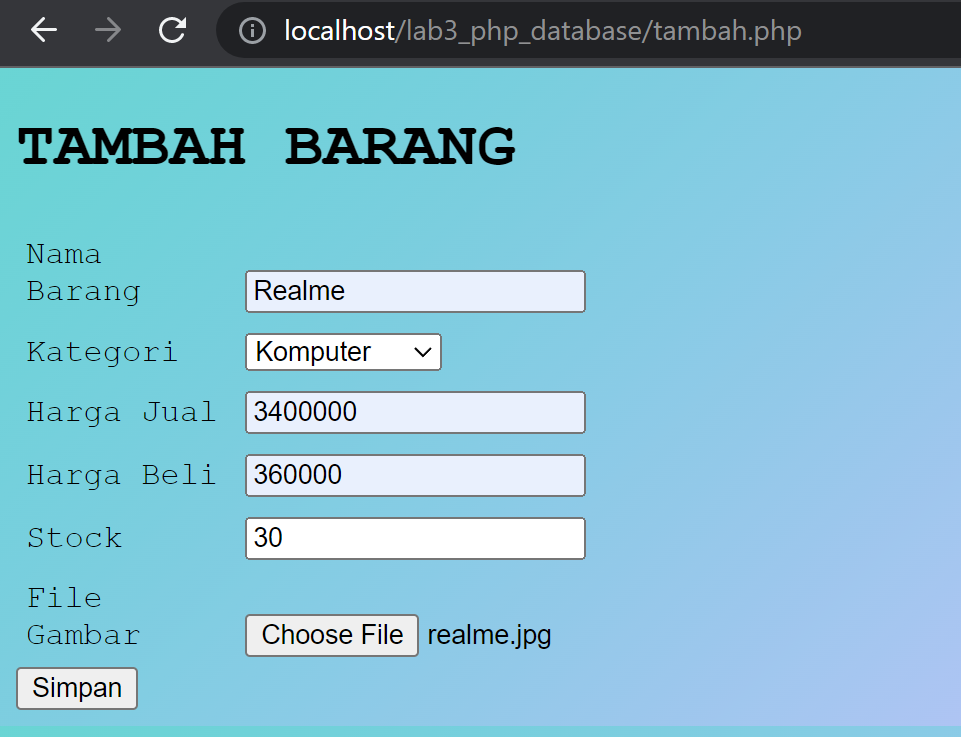 localhost/lab3_php_database/tambah.php
TAMBAH BARANG
Nama
Barang Realme
Kategori Komputer
Harga Jual 3400000
Harga Beli 360000
Stock 30
File
Gambar Choose File realme.jpg
Simpan